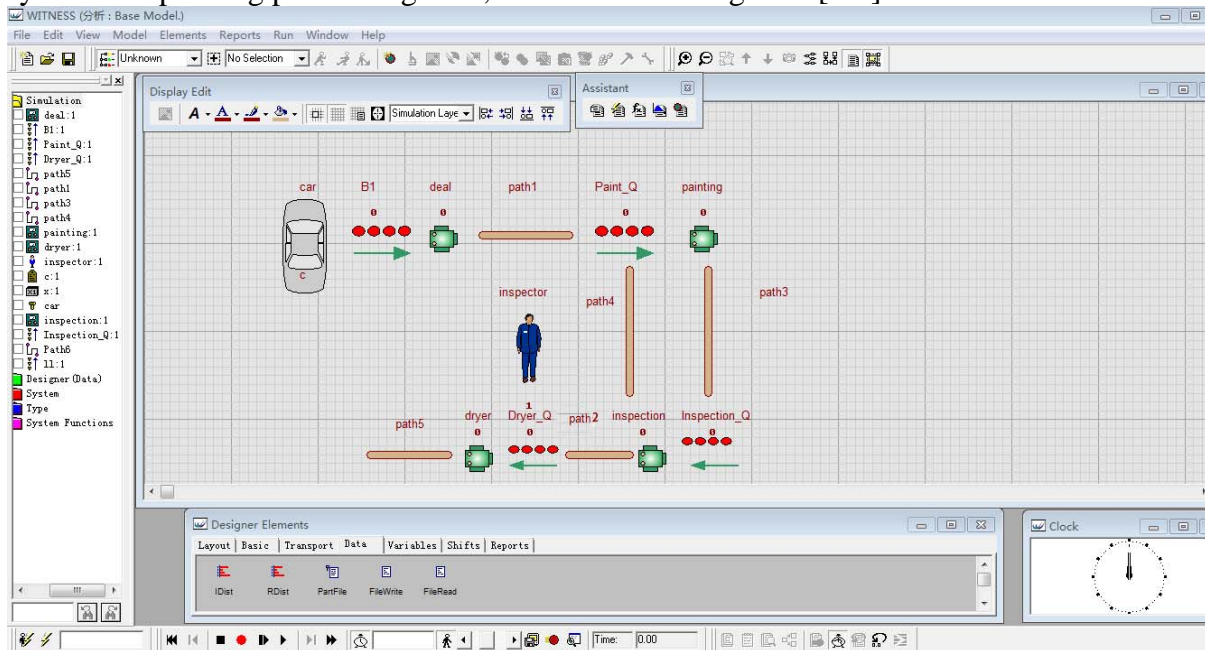 WITNESS (分析 : Base Model.)
File Edit View Model Elements Reports Run Window Help
Unknown No Selection
Simulation
deal:1
B1:1
Paint_Q:1
Dryer_Q:1
path5
path1
path3
path4
painting:1
dryer:1
inspector:1
c:1
x:1
car
inspection:1
Inspection_Q:1
Path6
ll:1
Designer (Data)
System
Type
System Functions
Display Edit
Simulation Laye
Assistant
car B1 deal path1 Paint_Q painting
0 0 0 0
C
inspector path4 path3
1
path5 dryer Dryer_Q path2 inspection Inspection_Q
0 0 0 0
Designer Elements
Layout Basic Transport Data Variables Shifts Reports
IDist RDist PartFile FileWrite FileRead
Clock
Time: 0.00